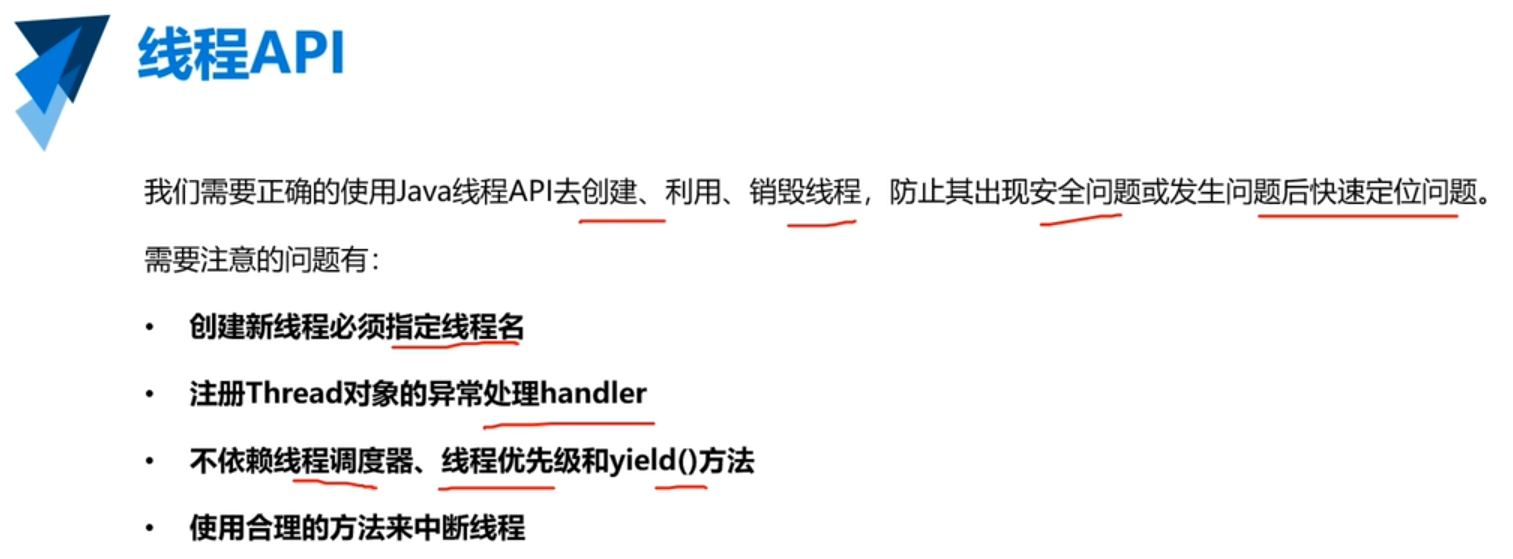 线程API
我们需要正确的使用Java线程API去创建、利用、销毁线程，防止其出现安全问题或发生问题后快速定位问题。
需要注意的问题有：
• 创建新线程必须指定线程名
• 注册Thread对象的异常处理handler
• 不依赖线程调度器、线程优先级和yield()方法
• 使用合理的方法来中断线程